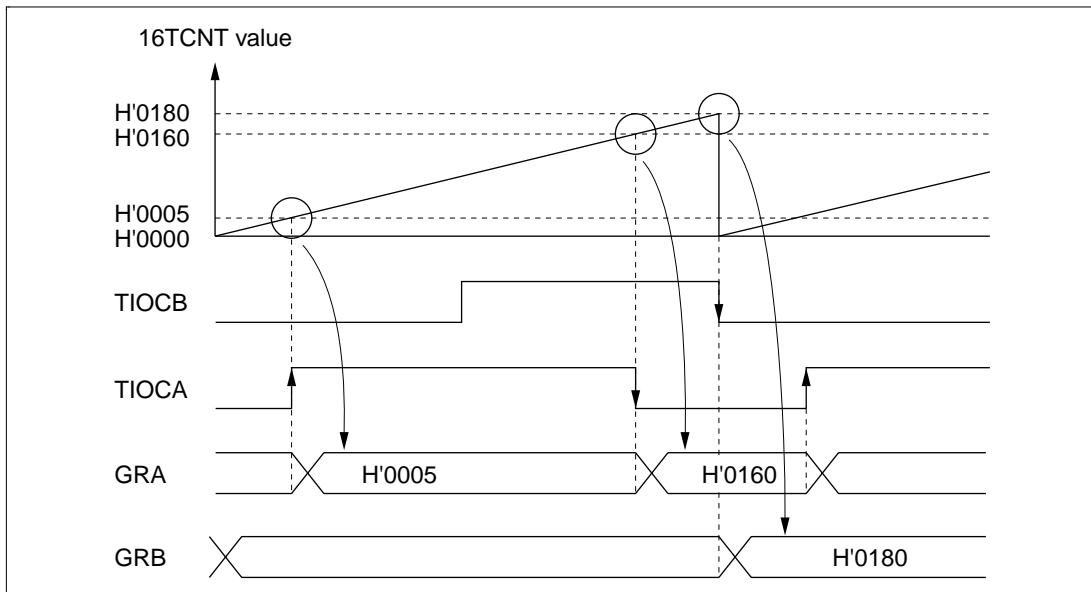 16TCNT value
H'0180
H'0160
H'0005
H'0000
TIOCB
TIOCA
GRA H'0005 H'0160
GRB H'0180